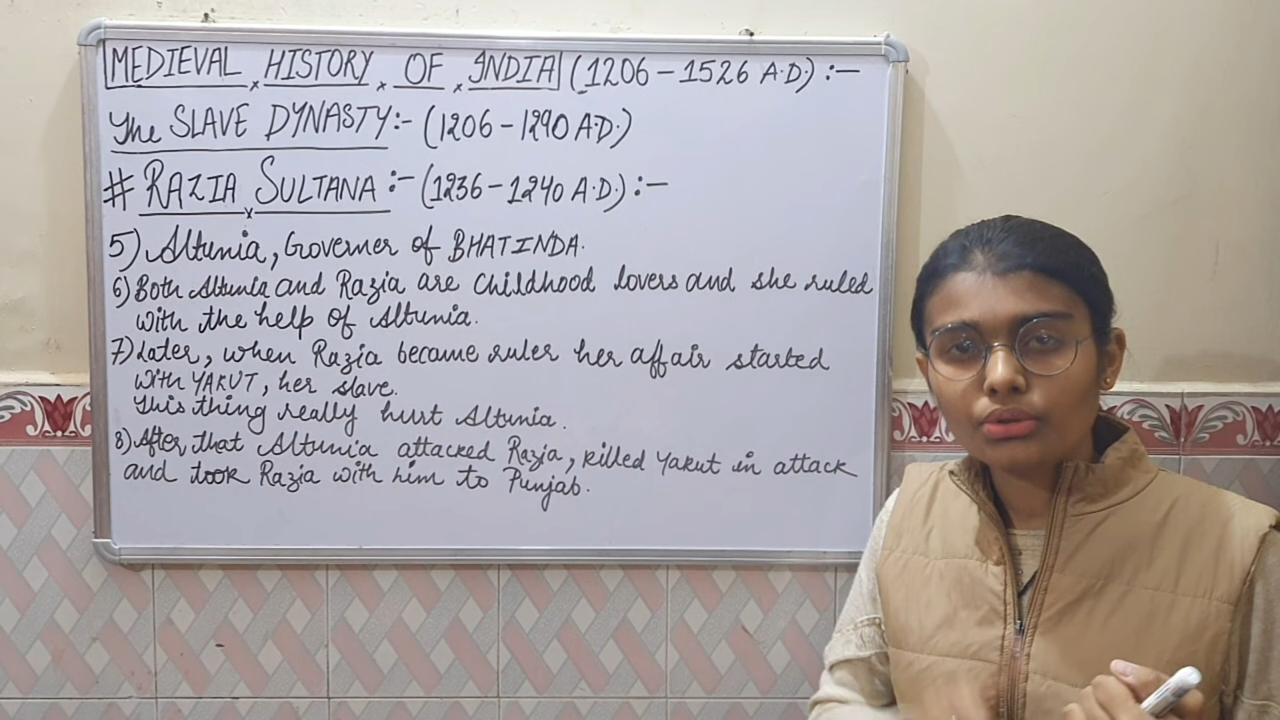 MEDIEVAL HISTORY OF INDIA (1206-1526 A.D.) :-
The SLAVE DYNASTY:- (1206-1290 A.D.)
# RAZIA SULTANA :- (1236-1240 A.D.) :-
5) Altunia, Governer of BHATINDA.
6) Both Altunia and Razia are childhood lovers and she ruled
with the help of Altunia.
7) Later, when Razia became ruler her affair started
with YAKUT, her slave.
This thing really hurt Altunia.
8) After that Altunia attacked Razia, killed Yakut in attack
and took Razia with him to Punjab.